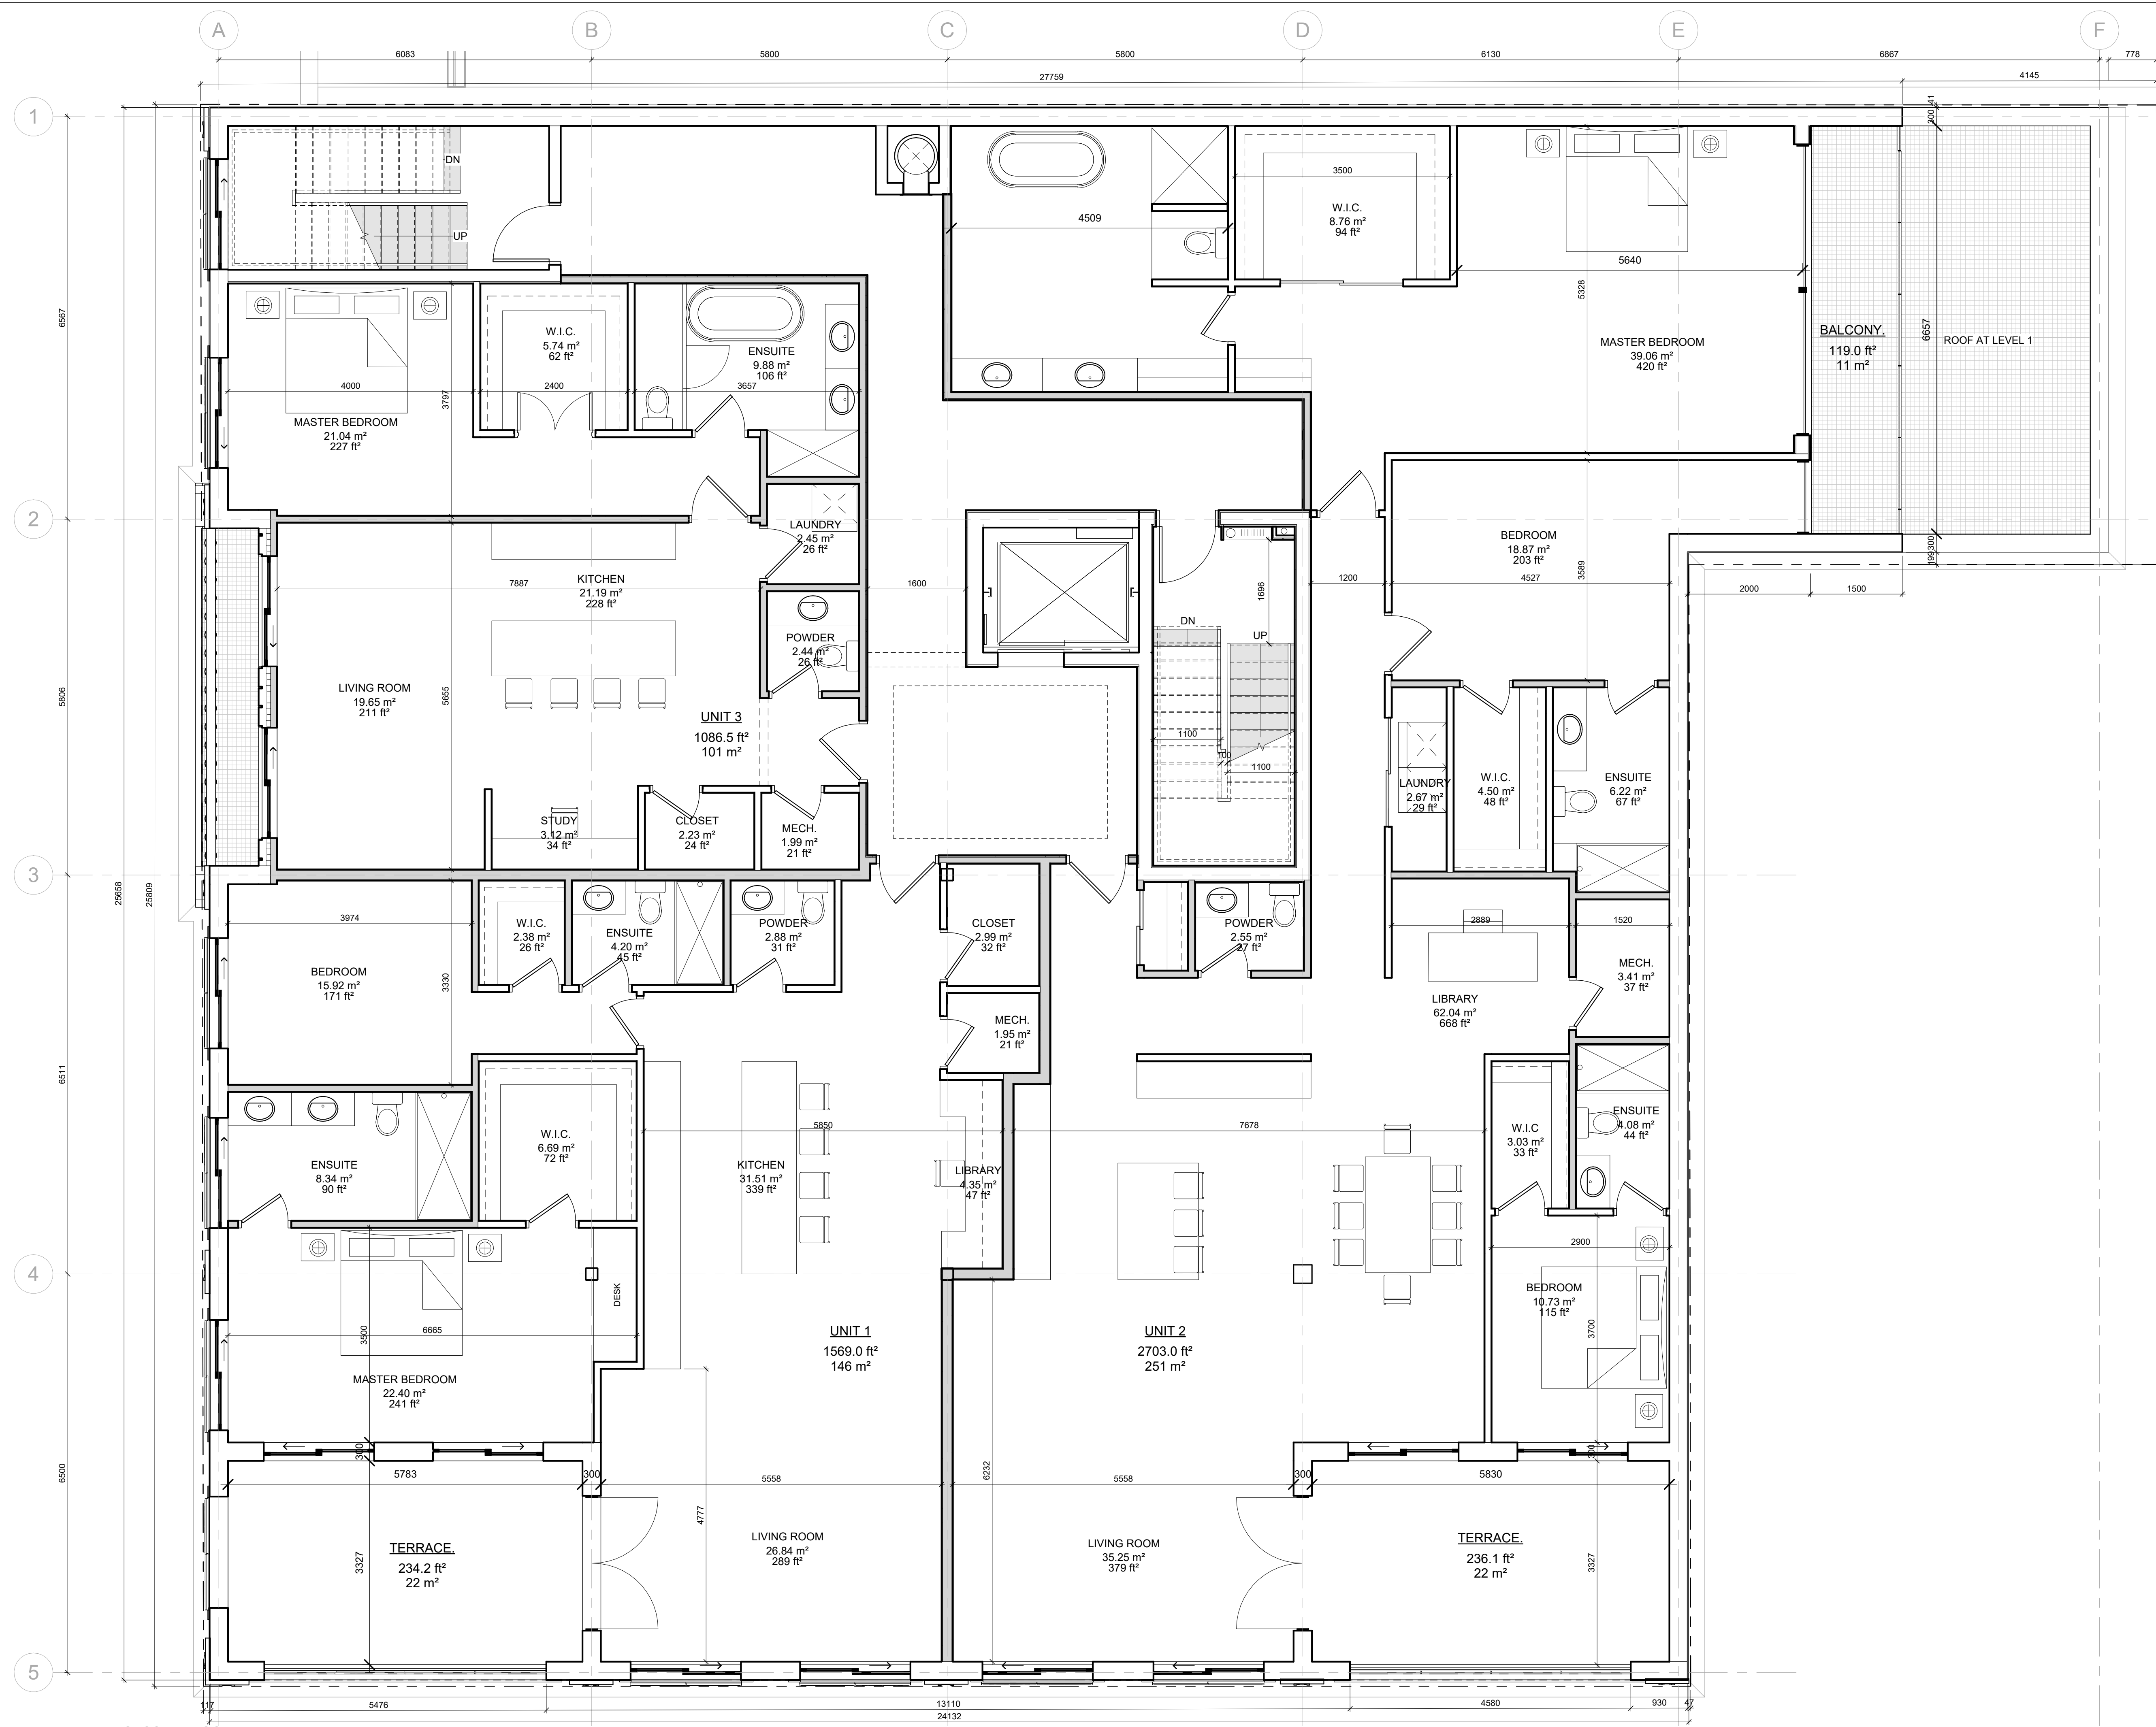 A
B
C
D
E
F
6083
5800
5800
6130
6867
778
27759
4145
1
41
300
DN
UP
3500
W.I.C.
8.76 m²
94 ft²
4509
5640
5328
6567
W.I.C.
5.74 m²
62 ft²
ENSUITE
9.88 m²
106 ft²
MASTER BEDROOM
39.06 m²
420 ft²
BALCONY.
119.0 ft²
11 m²
6657
ROOF AT LEVEL 1
4000
3797
2400
3657
MASTER BEDROOM
21.04 m²
227 ft²
2
LAUNDRY
2.45 m²
26 ft²
BEDROOM
18.87 m²
203 ft²
300
199
KITCHEN
21.19 m²
228 ft²
7887
1600
1696
1200
4527
3589
2000
1500
DN
UP
POWDER
2.44 m²
26 ft²
5806
LIVING ROOM
19.65 m²
211 ft²
5655
UNIT 3
1086.5 ft²
101 m²
1100
100
1100
LAUNDRY
2.67 m²
29 ft²
W.I.C.
4.50 m²
48 ft²
ENSUITE
6.22 m²
67 ft²
STUDY
3.12 m²
34 ft²
CLOSET
2.23 m²
24 ft²
MECH.
1.99 m²
21 ft²
3
25658
25809
3974
W.I.C.
2.38 m²
26 ft²
ENSUITE
4.20 m²
45 ft²
POWDER
2.88 m²
31 ft²
CLOSET
2.99 m²
32 ft²
POWDER
2.55 m²
27 ft²
2889
1520
BEDROOM
15.92 m²
171 ft²
3330
MECH.
3.41 m²
37 ft²
LIBRARY
62.04 m²
668 ft²
MECH.
1.95 m²
21 ft²
6511
5850
7678
W.I.C.
6.69 m²
72 ft²
ENSUITE
8.34 m²
90 ft²
KITCHEN
31.51 m²
339 ft²
LIBRARY
4.35 m²
47 ft²
W.I.C
3.03 m²
33 ft²
ENSUITE
4.08 m²
44 ft²
2900
4
DESK
BEDROOM
10.73 m²
115 ft²
3500
6665
3700
UNIT 1
1569.0 ft²
146 m²
UNIT 2
2703.0 ft²
251 m²
MASTER BEDROOM
22.40 m²
241 ft²
300
300
6500
5783
300
5558
6232
5558
300
5830
4777
TERRACE.
234.2 ft²
22 m²
3327
LIVING ROOM
26.84 m²
289 ft²
LIVING ROOM
35.25 m²
379 ft²
TERRACE.
236.1 ft²
22 m²
3327
5
117
5476
13110
4580
930
47
24132